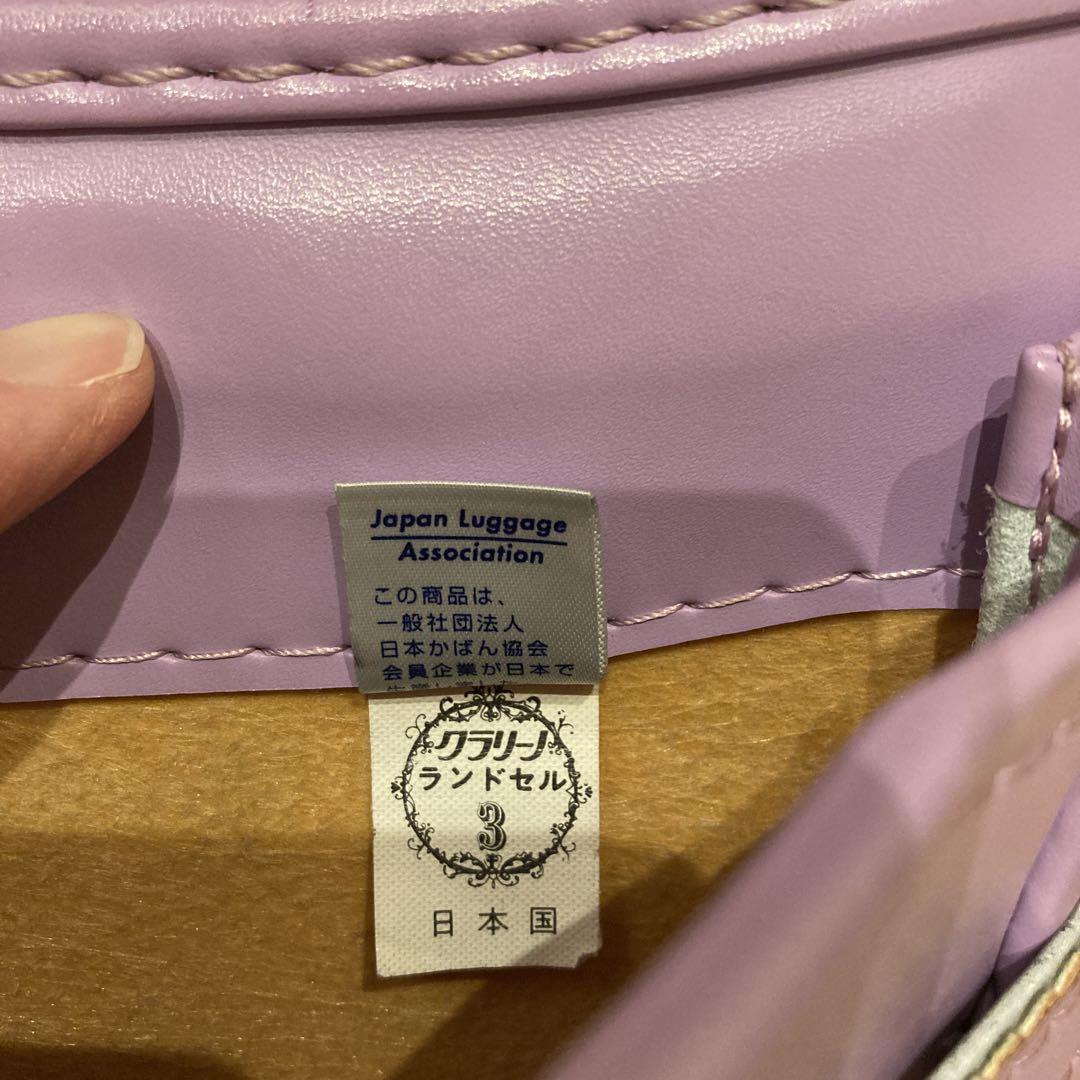 Japan Luggage
Association
この商品は、
一般社団法人
日本かばん協会
会員企業が日本で
クラリーノ
ランドセル
3
日本国